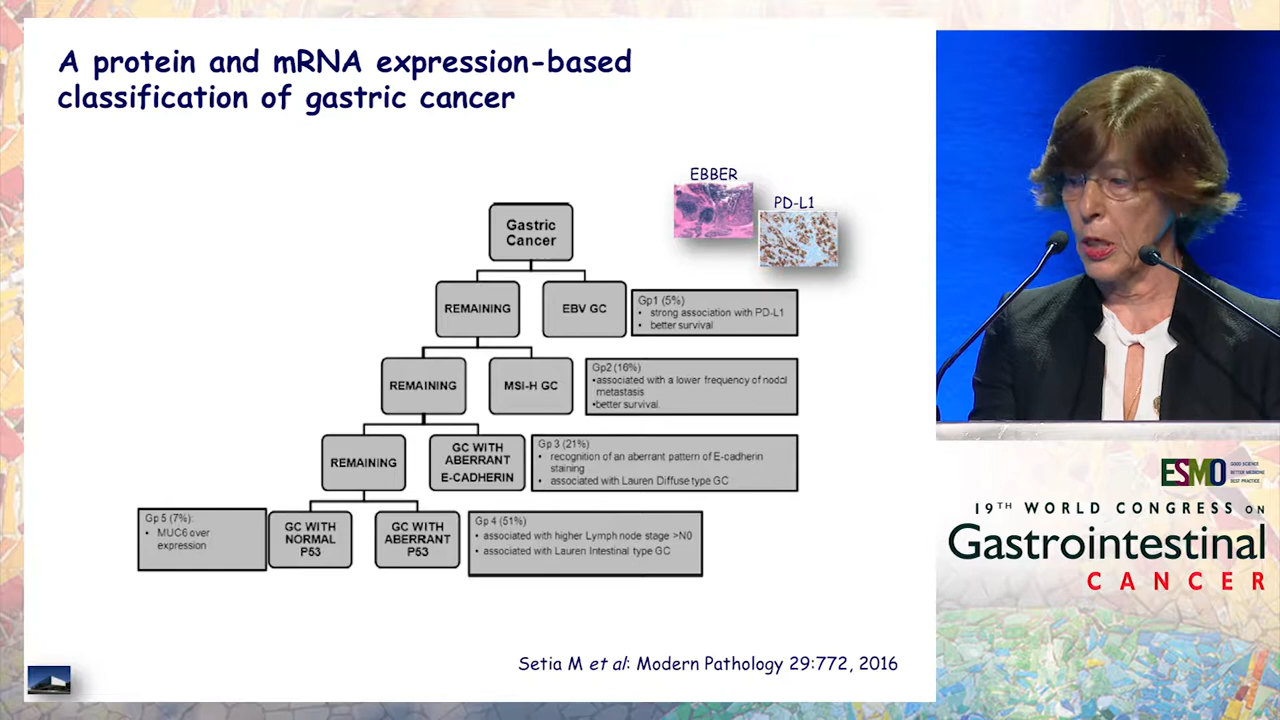 A protein and mRNA expression-based
classification of gastric cancer
EBBER
PD-L1
Gastric
Cancer
REMAINING
EBV GC
Gp1 (5%)
• strong association with PD-L1
• better survival
REMAINING
MSI-H GC
Gp2 (16%)
•associated with a lower frequency of nodal
metastasis
•better survival.
REMAINING
GC WITH
ABERRANT
E-CADHERIN
Gp 3 (21%)
• recognition of an aberrant pattern of E-cadherin
staining
• associated with Lauren Diffuse type GC
Gp 5 (7%):
• MUC6 over
expression
GC WITH
NORMAL
P53
GC WITH
ABERRANT
P53
Gp 4 (51%)
• associated with higher Lymph node stage >N0
• associated with Lauren Intestinal type GC
Setia M et al: Modern Pathology 29:772, 2016
ESMO
GOOD SCIENCE
BETTER MEDICINE
BEST PRACTICE
19TH WORLD CONGRESS ON
Gastrointestinal
CANCER